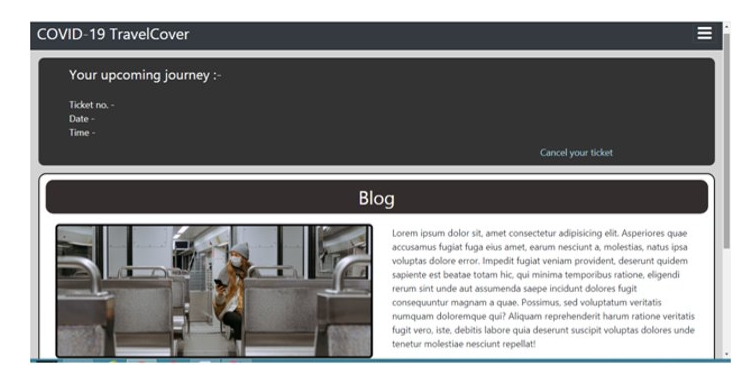 COVID-19 TravelCover
Your upcoming journey :-
Ticket no. -
Date -
Time -
Cancel your ticket
Blog
Lorem ipsum dolor sit, amet consectetur adipisicing elit. Asperiores quae
accusamus fugiat fuga eius amet, earum nesciunt a, molestias, natus ipsa
voluptas dolore error. Impedit fugiat veniam provident, deserunt quidem
sapiente est beatae totam hic, qui minima temporibus ratione, eligendi
rerum sint unde aut assumenda saepe incidunt dolores fugit
consequuntur magnam a quae. Possimus, sed voluptatum veritatis
numquam doloremque qui? Aliquam reprehenderit harum ratione veritatis
fugit vero, iste, debitis labore quia deserunt suscipit voluptas dolores unde
tenetur molestiae nesciunt repellat!